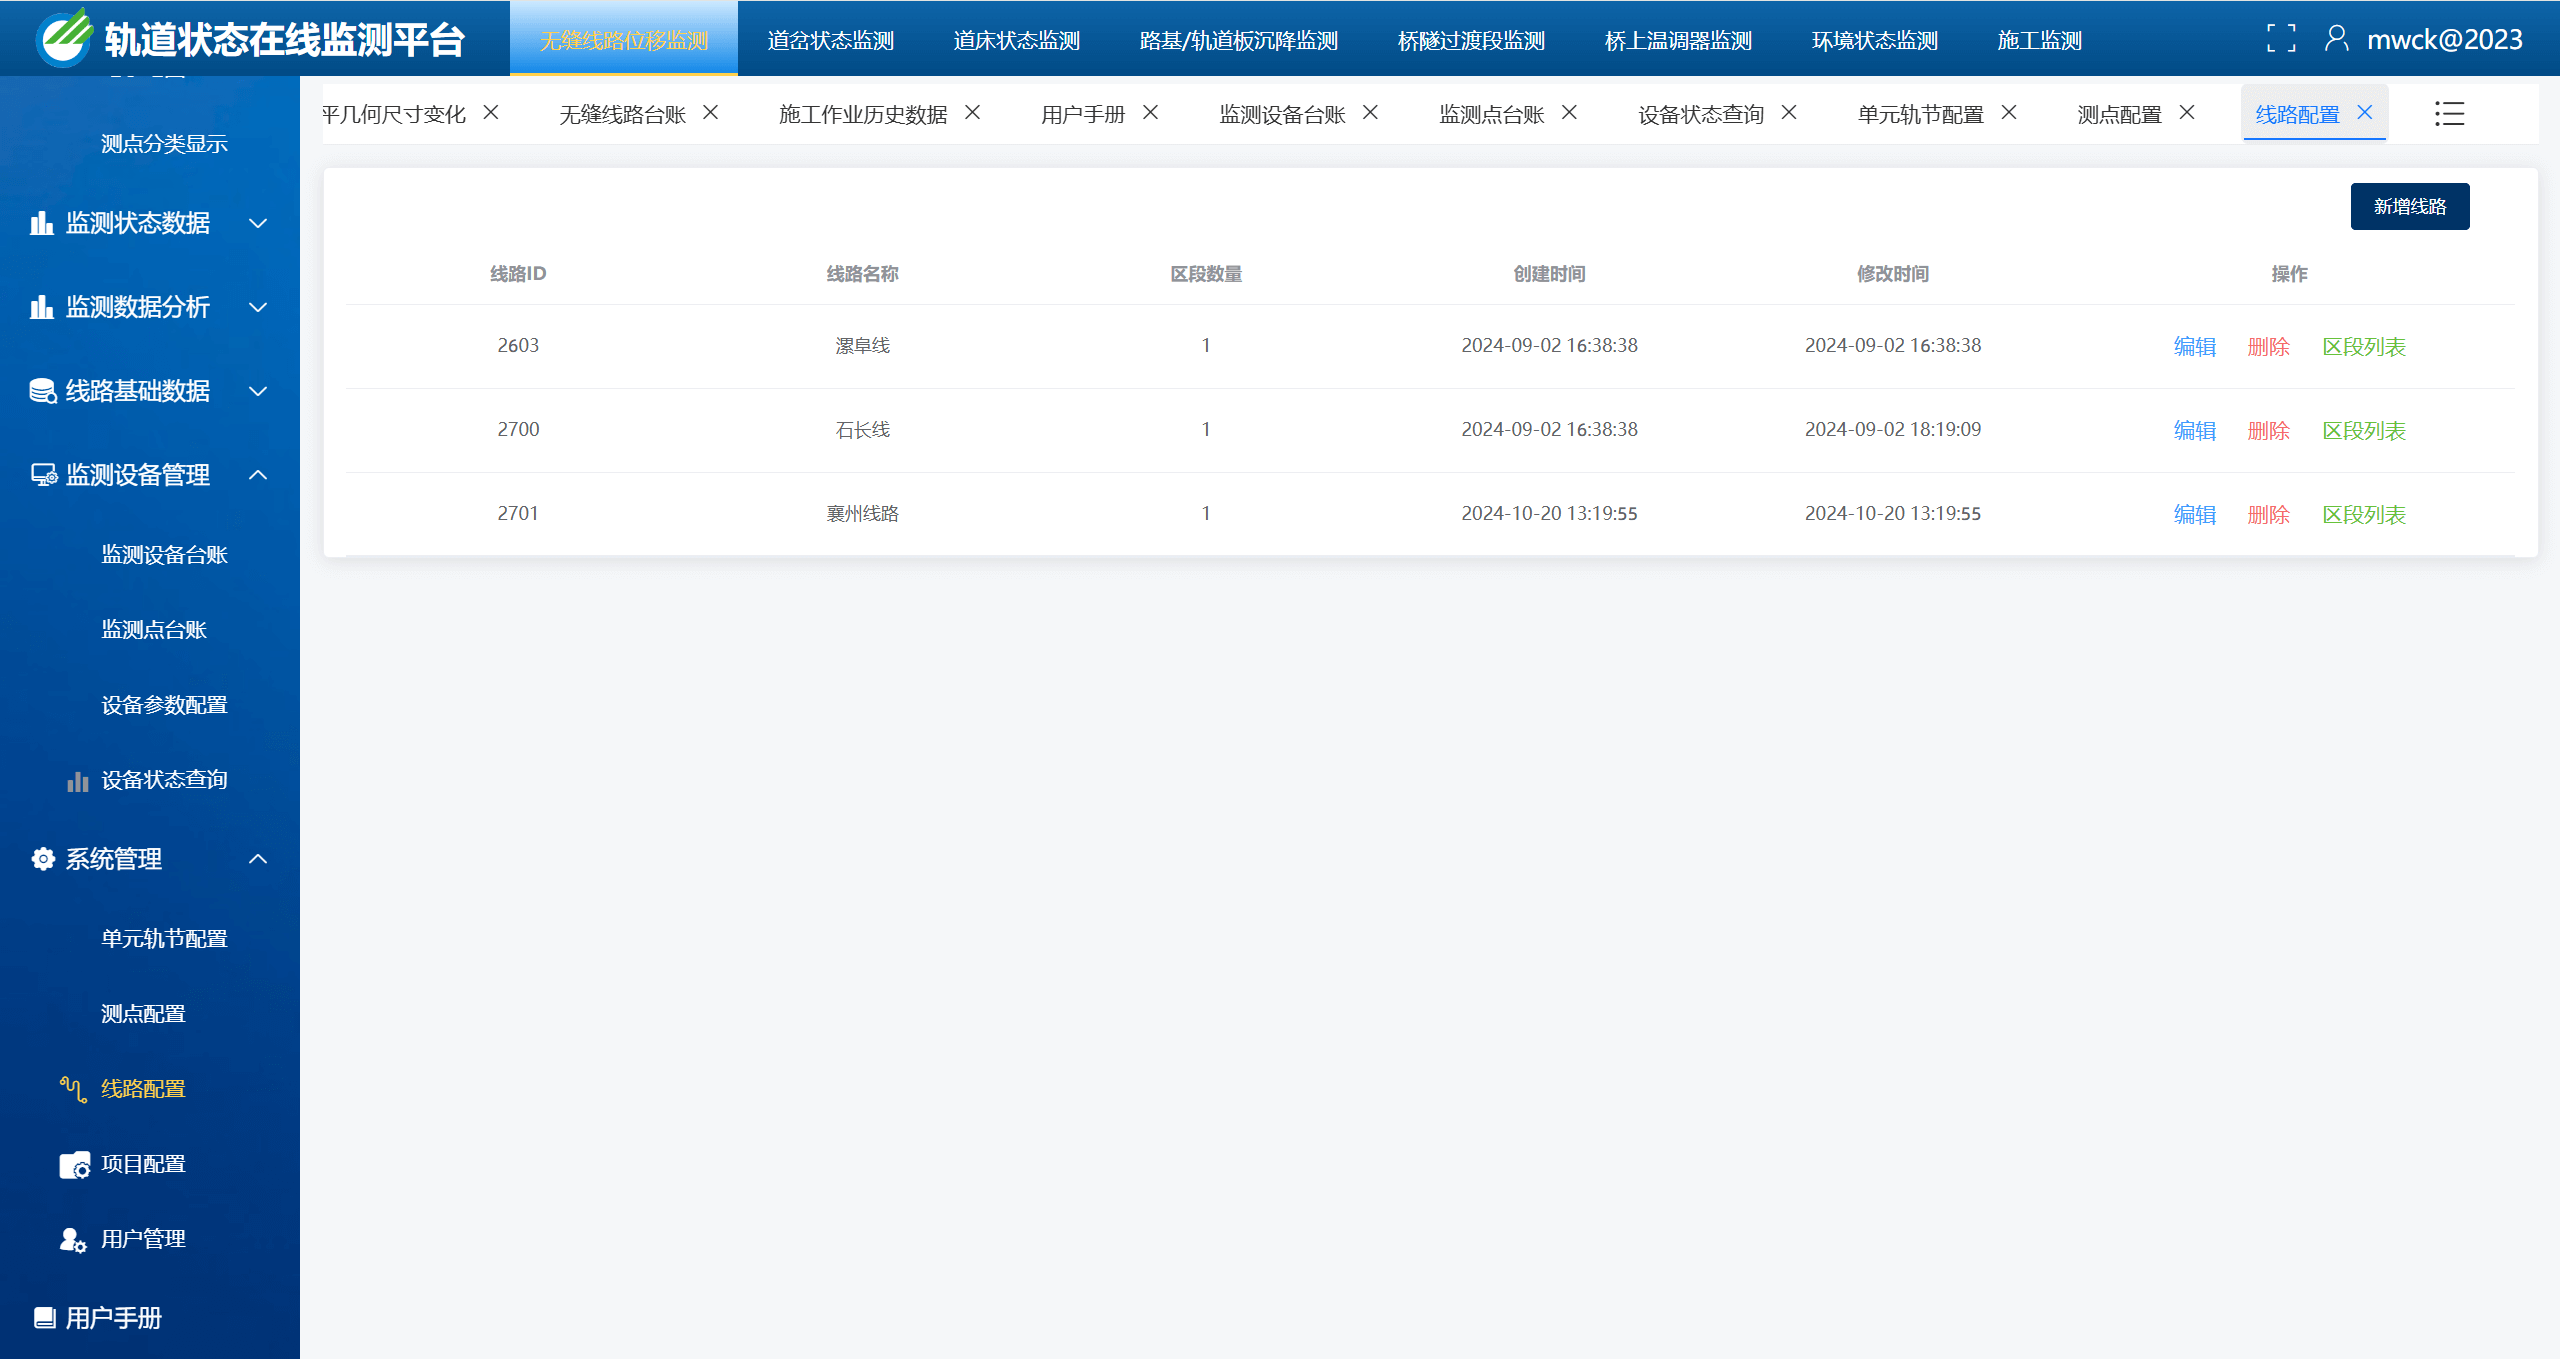 轨道状态在线监测平台
无缝线路位移监测 道岔状态监测 道床状态监测 路基/轨道板沉降监测 桥隧过渡段监测 桥上温调器监测 环境状态监测 施工监测 mwck@2023
平几何尺寸变化 无缝线路台账 施工作业历史数据 用户手册 监测设备台账 监测点台账 设备状态查询 单元轨节配置 测点配置 线路配置
测点分类显示
监测状态数据
监测数据分析
线路基础数据
监测设备管理
监测设备台账
监测点台账
设备参数配置
设备状态查询
系统管理
单元轨节配置
测点配置
线路配置
项目配置
用户管理
用户手册
新增线路
线路ID 线路名称 区段数量 创建时间 修改时间 操作
2603 漯阜线 1 2024-09-02 16:38:38 2024-09-02 16:38:38 编辑 删除 区段列表
2700 石长线 1 2024-09-02 16:38:38 2024-09-02 18:19:09 编辑 删除 区段列表
2701 襄州线路 1 2024-10-20 13:19:55 2024-10-20 13:19:55 编辑 删除 区段列表